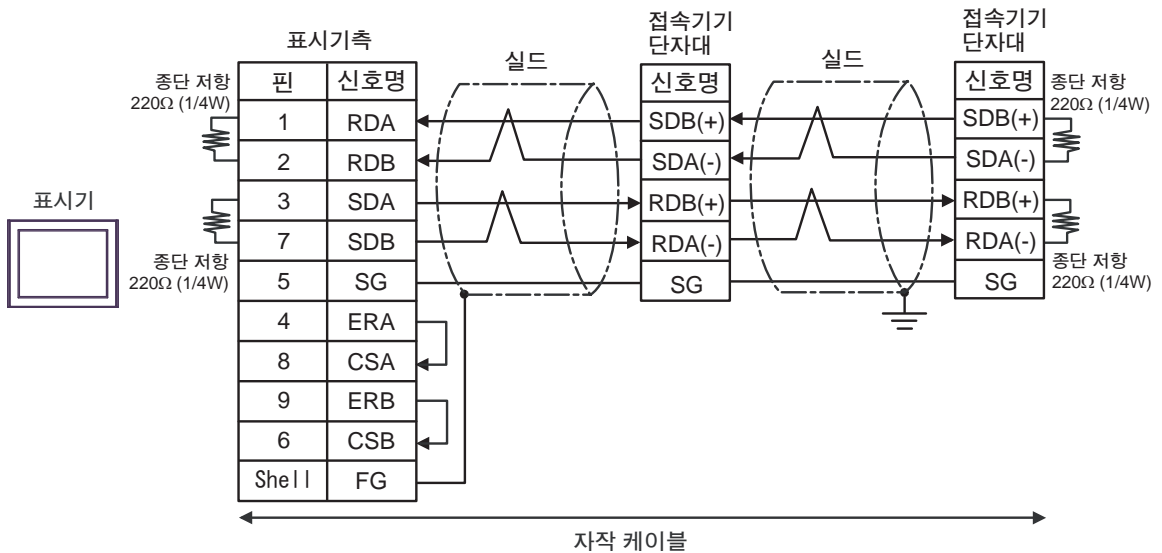 표시기측
접속기기
단자대
접속기기
단자대
실드
실드
종단 저항
220Ω (1/4W)
종단 저항
220Ω (1/4W)
핀 신호명
1 RDA
2 RDB
3 SDA
7 SDB
5 SG
4 ERA
8 CSA
9 ERB
6 CSB
Shell FG
표시기
종단 저항
220Ω (1/4W)
신호명
SDB(+)
SDA(-)
RDB(+)
RDA(-)
SG
신호명
SDB(+)
SDA(-)
RDB(+)
RDA(-)
SG
종단 저항
220Ω (1/4W)
자작 케이블